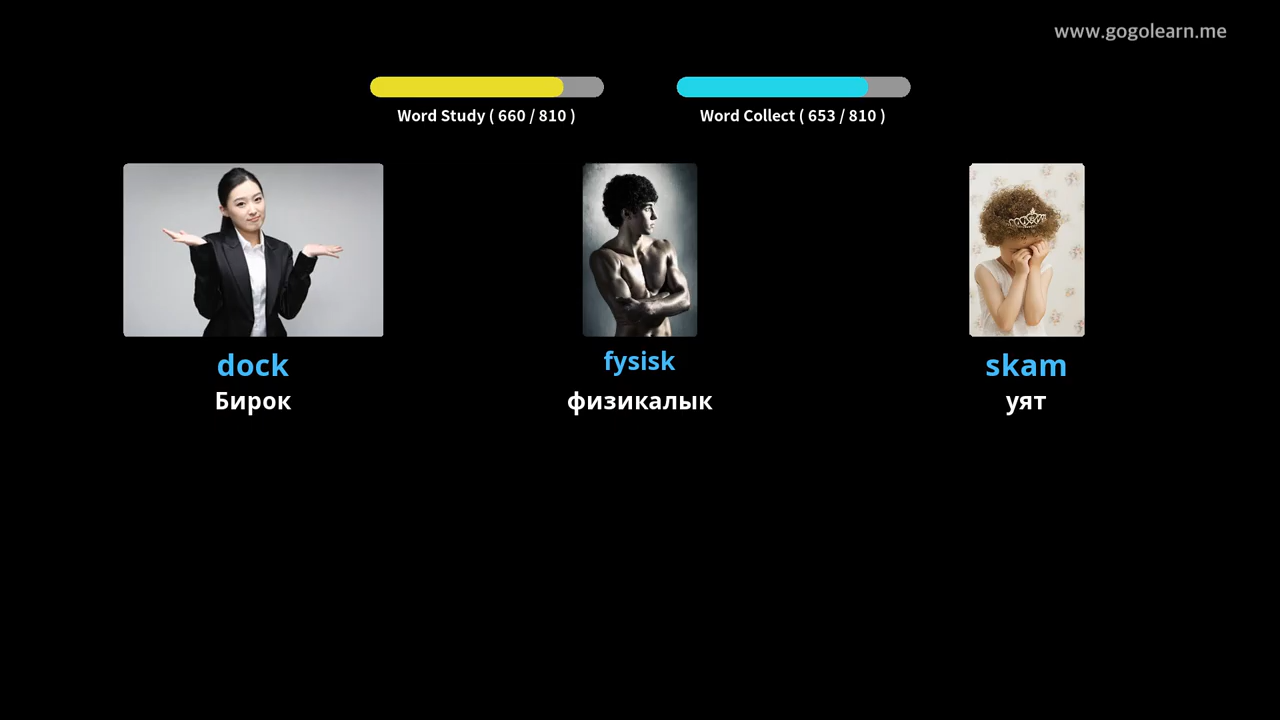 www.gogolearn.me
Word Study ( 660 / 810 )
Word Collect ( 653 / 810 )
dock
Бирок
fysisk
физикалык
skam
уят